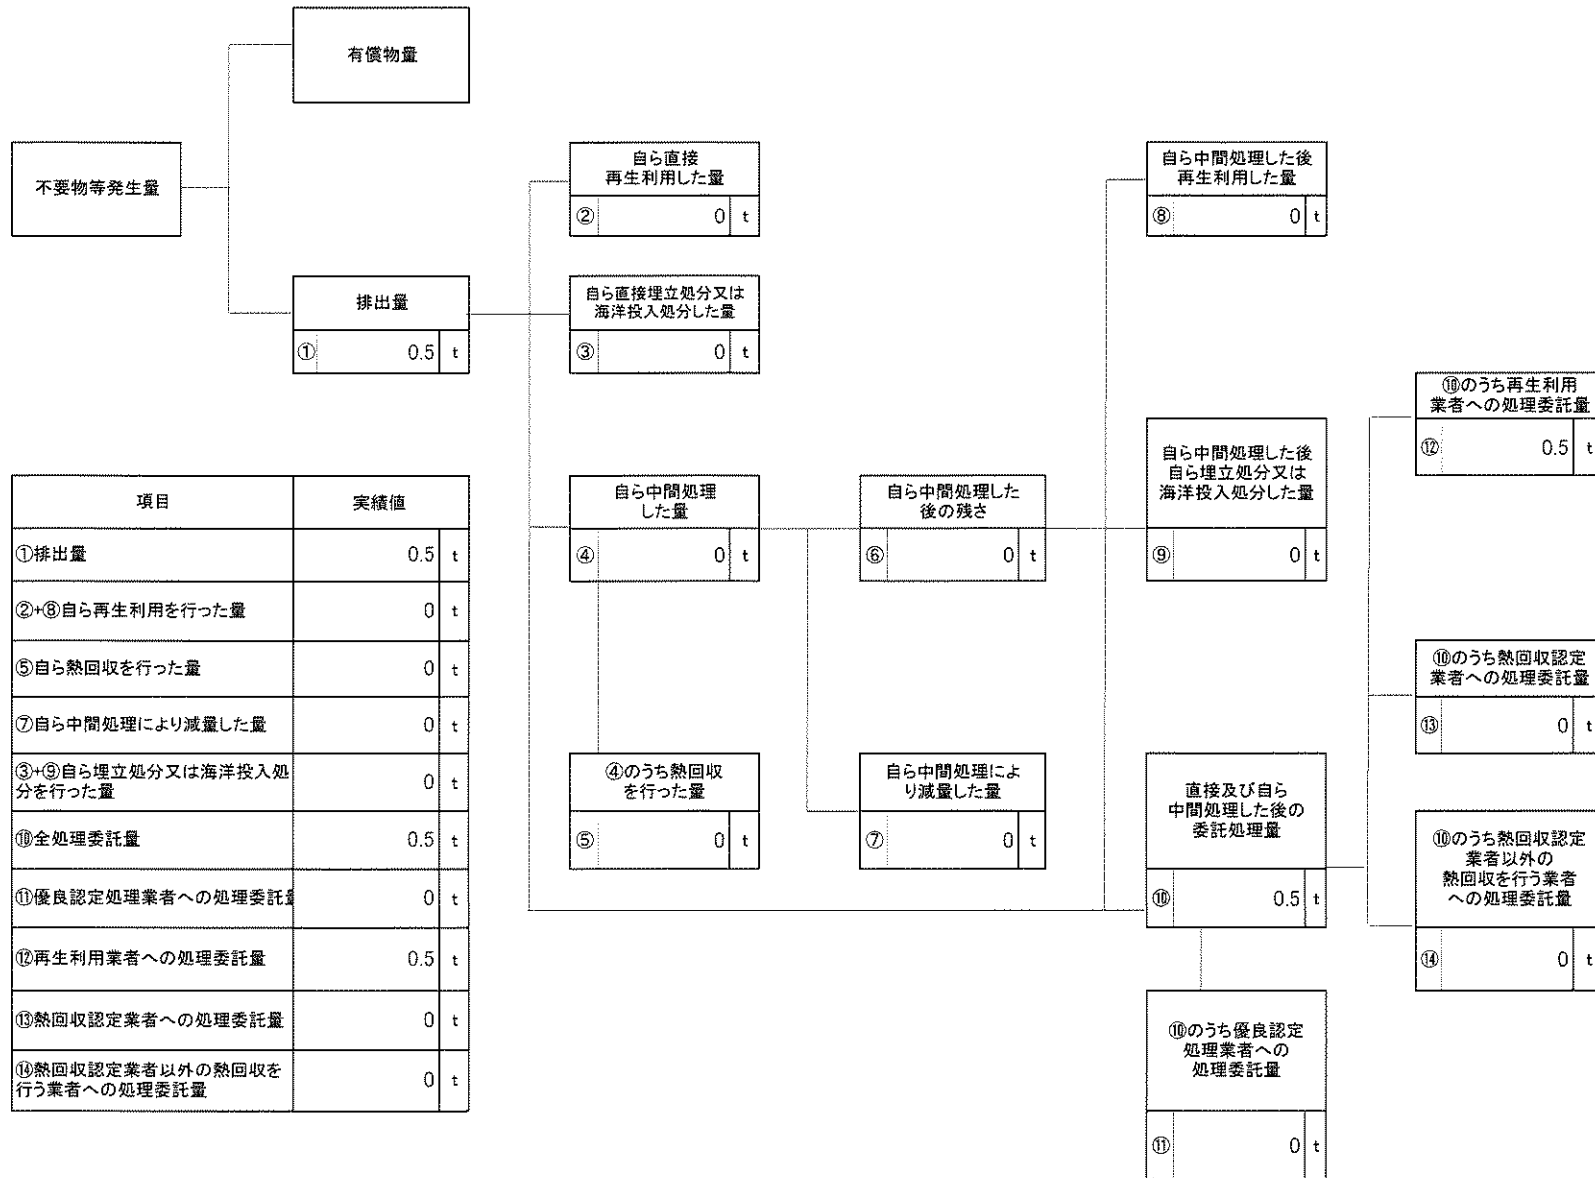 有償物量
不要物等発生量
排出量
① 0.5 t
自ら直接
再生利用した量
② 0 t
自ら直接埋立処分又は
海洋投入処分した量
③ 0 t
自ら中間処理
した量
④ 0 t
④のうち熱回収
を行った量
⑤ 0 t
自ら中間処理した
後の残さ
⑥ 0 t
自ら中間処理によ
り減量した量
⑦ 0 t
自ら中間処理した後
再生利用した量
⑧ 0 t
自ら中間処理した後
自ら埋立処分又は
海洋投入処分した量
⑨ 0 t
直接及び自ら
中間処理した後の
委託処理量
⑩ 0.5 t
⑩のうち優良認定
処理業者への
処理委託量
⑪ 0 t
⑩のうち再生利用
業者への処理委託量
⑫ 0.5 t
⑩のうち熱回収認定
業者への処理委託量
⑬ 0 t
⑩のうち熱回収認定
業者以外の
熱回収を行う業者
への処理委託量
⑭ 0 t
項目 実績値
①排出量 0.5 t
②+⑧自ら再生利用を行った量 0 t
⑤自ら熱回収を行った量 0 t
⑦自ら中間処理により減量した量 0 t
③+⑨自ら埋立処分又は海洋投入処
分を行った量 0 t
⑩全処理委託量 0.5 t
⑪優良認定処理業者への処理委託量 0 t
⑫再生利用業者への処理委託量 0.5 t
⑬熱回収認定業者への処理委託量 0 t
⑭熱回収認定業者以外の熱回収を
行う業者への処理委託量 0 t